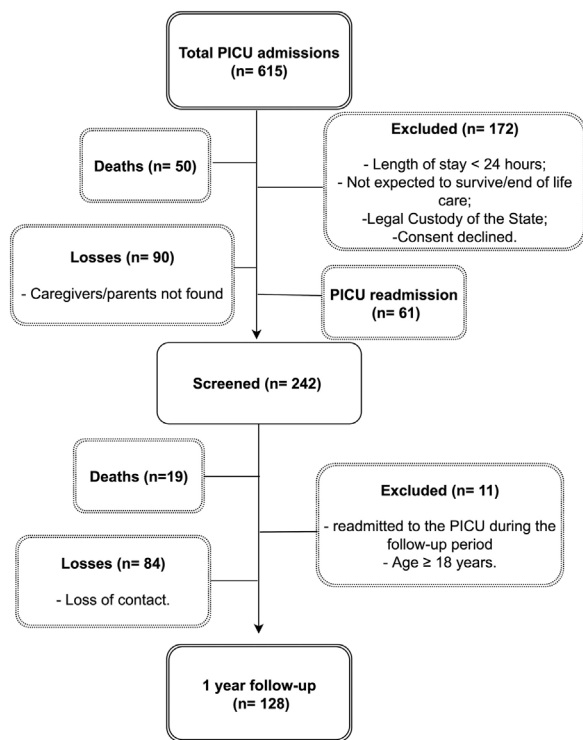 Total PICU admissions
(n= 615)
Deaths (n= 50)
Excluded (n= 172)
- Length of stay < 24 hours;
- Not expected to survive/end of life
care;
-Legal Custody of the State;
-Consent declined.
Losses (n= 90)
- Caregivers/parents not found
PICU readmission
(n= 61)
Screened (n= 242)
Deaths (n=19)
Excluded (n= 11)
- readmitted to the PICU during the
follow-up period
- Age ≥ 18 years.
Losses (n= 84)
- Loss of contact.
1 year follow-up
(n= 128)